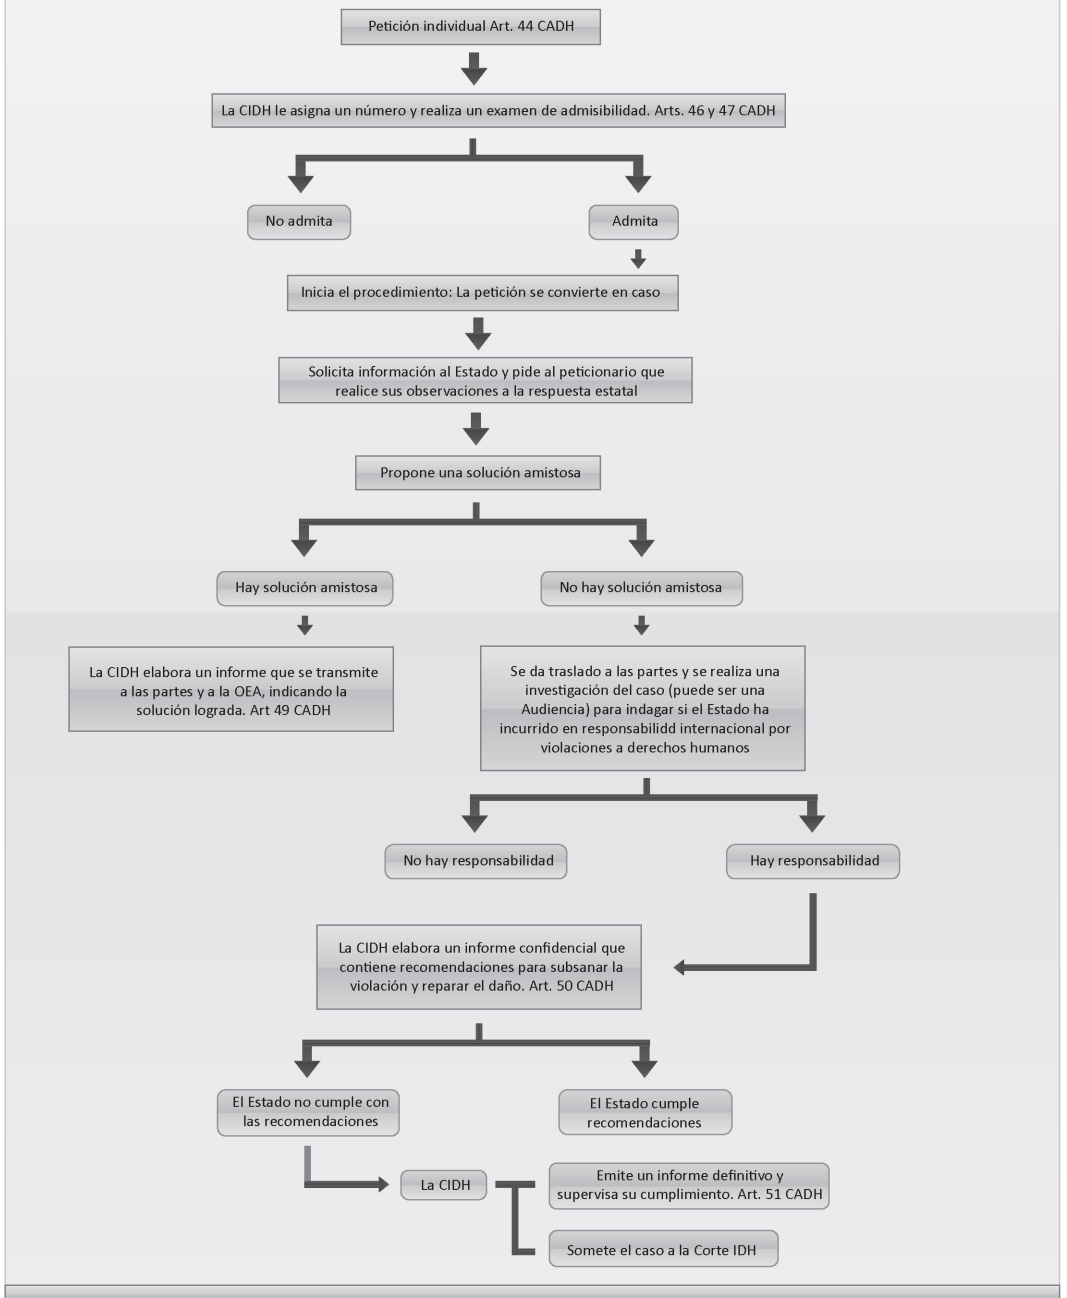 Petición individual Art. 44 CADH
La CIDH le asigna un número y realiza un examen de admisibilidad. Arts. 46 y 47 CADH
No admita
Admita
Inicia el procedimiento: La petición se convierte en caso
Solicita información al Estado y pide al peticionario que
realice sus observaciones a la respuesta estatal
Propone una solución amistosa
Hay solución amistosa
No hay solución amistosa
La CIDH elabora un informe que se transmite
a las partes y a la OEA, indicando la
solución lograda. Art 49 CADH
Se da traslado a las partes y se realiza una
investigación del caso (puede ser una
Audiencia) para indagar si el Estado ha
incurrido en responsabilidd internacional por
violaciones a derechos humanos
No hay responsabilidad
Hay responsabilidad
La CIDH elabora un informe confidencial que
contiene recomendaciones para subsanar la
violación y reparar el daño. Art. 50 CADH
El Estado no cumple con
las recomendaciones
El Estado cumple
recomendaciones
La CIDH
Emite un informe definitivo y
supervisa su cumplimiento. Art. 51 CADH
Somete el caso a la Corte IDH